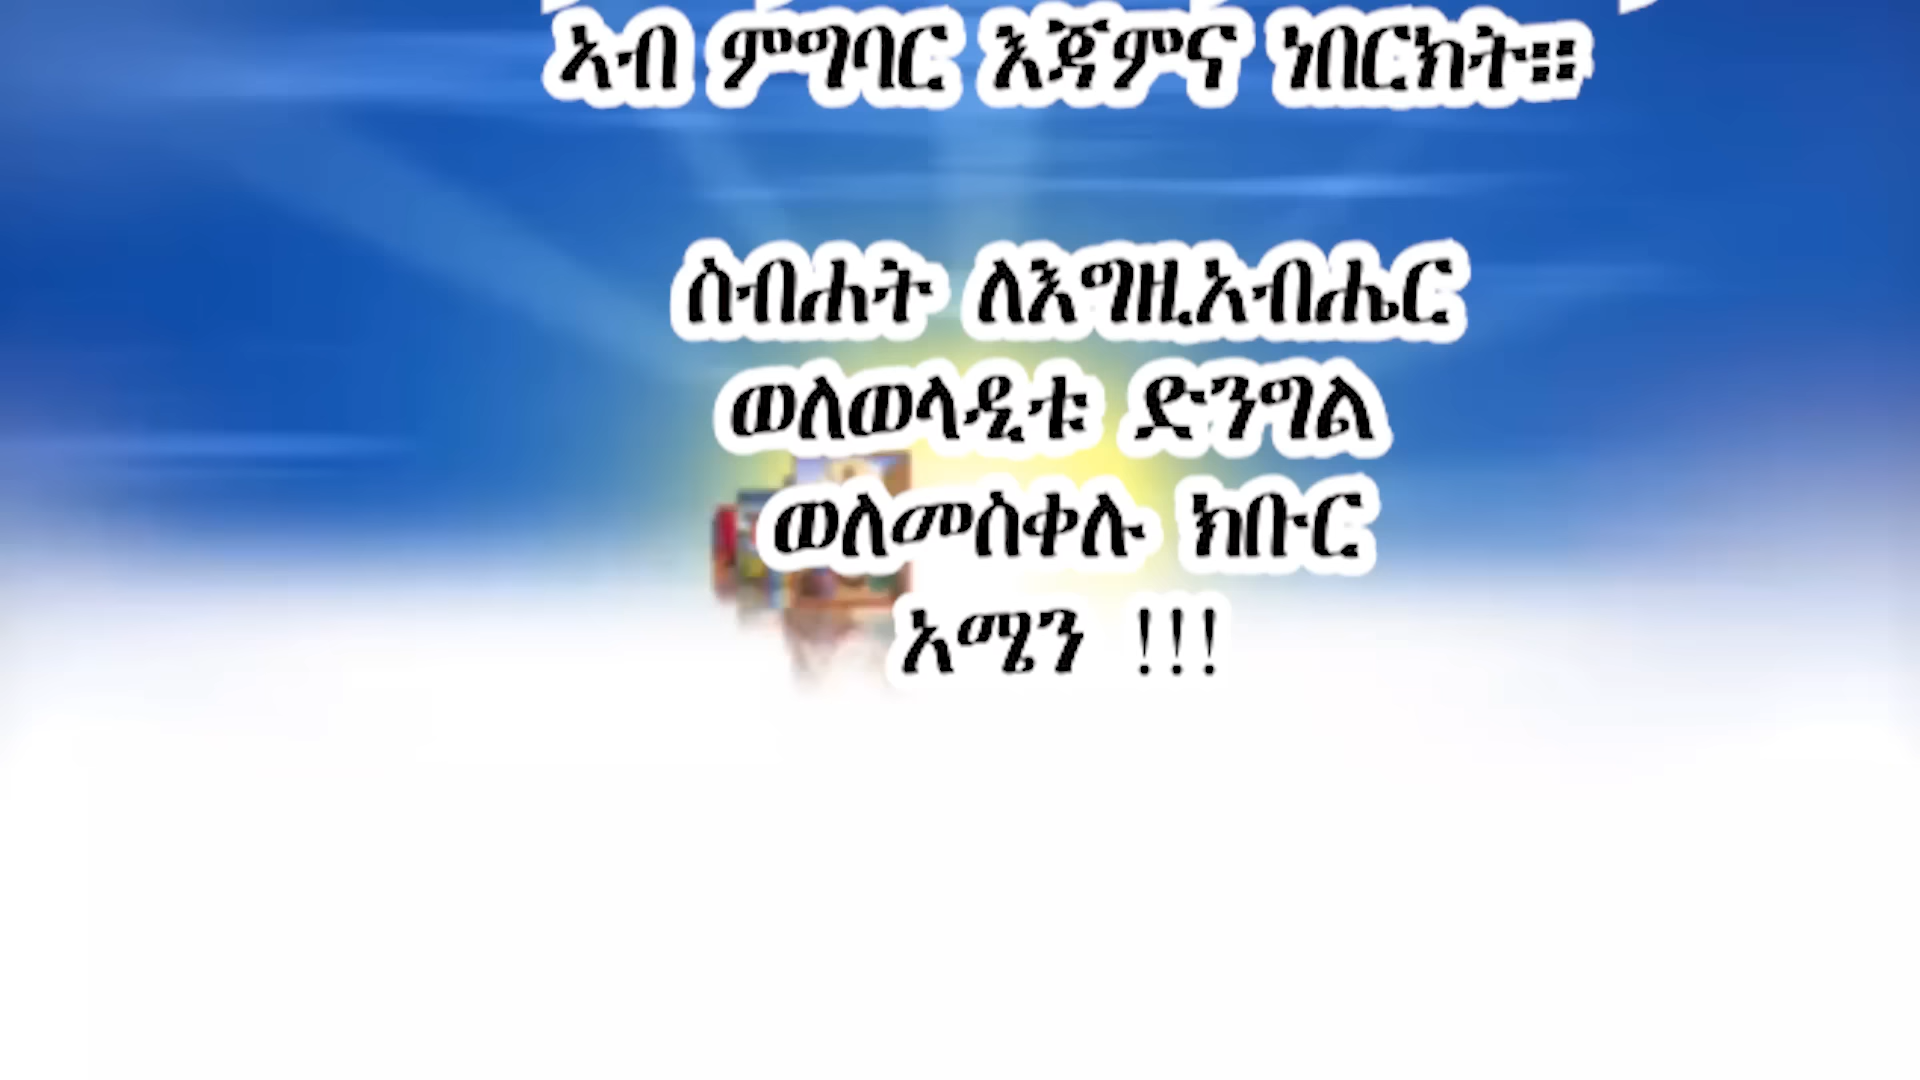 ኣብ ምግባር እጃምና ነበርክት።
ስብሐት ለእግዚአብሔር
ወለወላዲቱ ድንግል
ወለመስቀሉ ክቡር
አሜን !!!